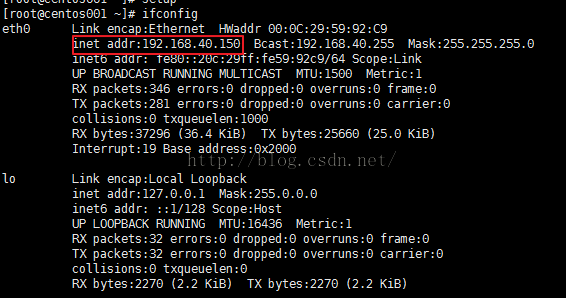 [root@centos001 ~]# setup
[root@centos001 ~]# ifconfig
eth0 Link encap:Ethernet HWaddr 00:0C:29:59:92:C9
inet addr:192.168.40.150 Bcast:192.168.40.255 Mask:255.255.255.0
inet6 addr: fe80::20c:29ff:fe59:92c9/64 Scope:Link
UP BROADCAST RUNNING MULTICAST MTU:1500 Metric:1
RX packets:346 errors:0 dropped:0 overruns:0 frame:0
TX packets:281 errors:0 dropped:0 overruns:0 carrier:0
collisions:0 txqueuelen:1000
RX bytes:37296 (36.4 KiB) TX bytes:25660 (25.0 KiB)
Interrupt:19 Base address:0x2000
http://blog.csdn.net/
lo Link encap:Local Loopback
inet addr:127.0.0.1 Mask:255.0.0.0
inet6 addr: ::1/128 Scope:Host
UP LOOPBACK RUNNING MTU:16436 Metric:1
RX packets:32 errors:0 dropped:0 overruns:0 frame:0
TX packets:32 errors:0 dropped:0 overruns:0 carrier:0
collisions:0 txqueuelen:0
RX bytes:2270 (2.2 KiB) TX bytes:2270 (2.2 KiB)